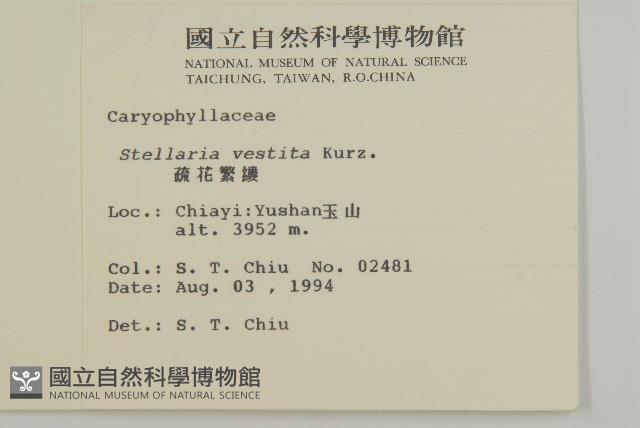 國立自然科學博物館
NATIONAL MUSEUM OF NATURAL SCIENCE
TAICHUNG, TAIWAN, R.O.CHINA
Caryophyllaceae
Stellaria vestita Kurz.
疏花繁縷
Loc.: Chiayi:Yushan玉山
alt. 3952 m.
Col.: S. T. Chiu No. 02481
Date: Aug. 03 , 1994
Det.: S. T. Chiu
國立自然科學博物館
NATIONAL MUSEUM OF NATURAL SCIENCE